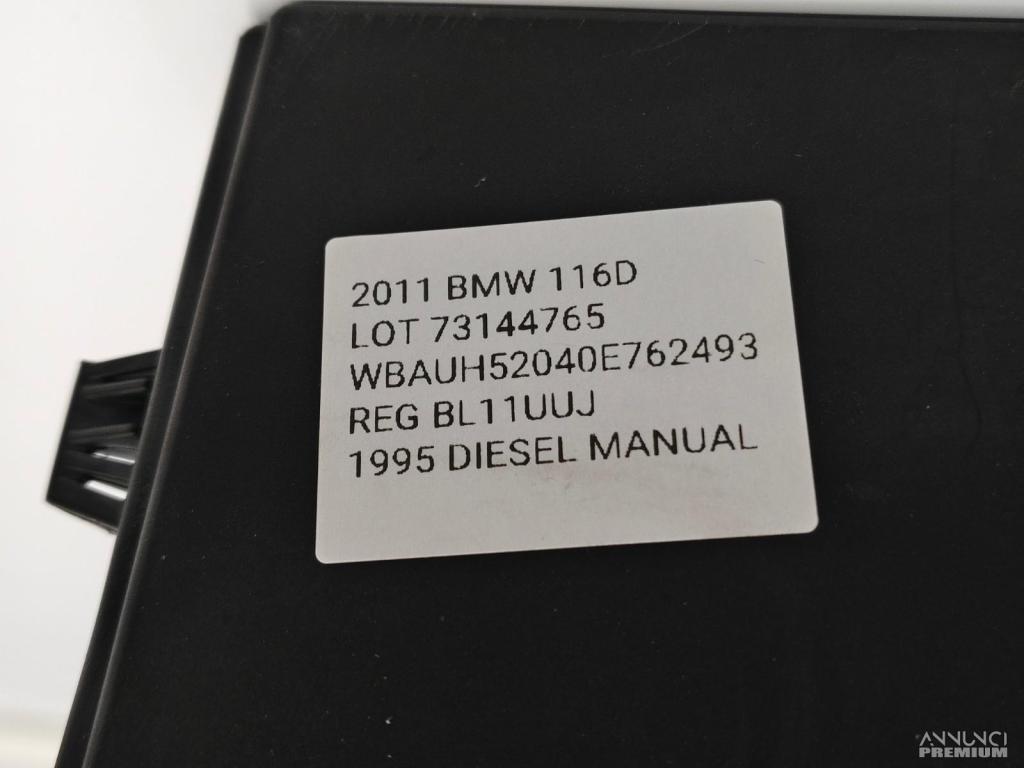 2011 BMW 116D
LOT 73144765
WBAUH52040E762493
REG BL11UUJ
1995 DIESEL MANUAL
ANNUNCI
PREMIUM